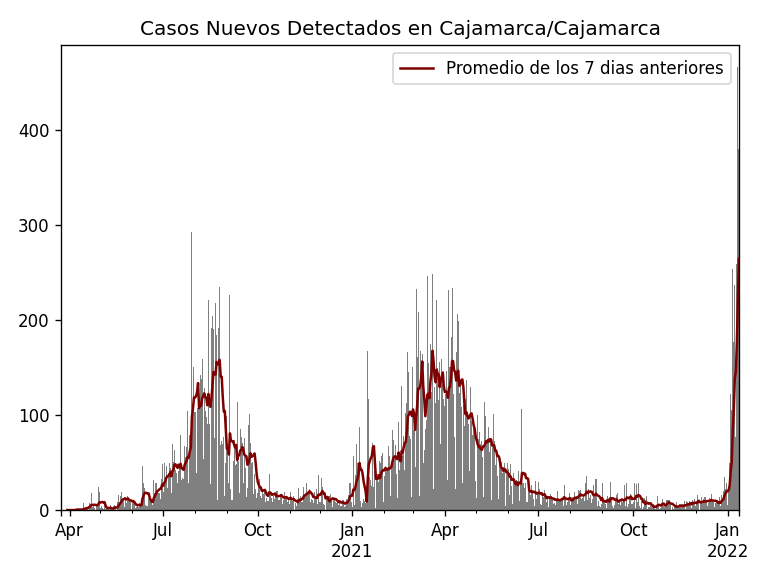 Casos Nuevos Detectados en Cajamarca/Cajamarca
Promedio de los 7 dias anteriores
400
300
200
100
0
Apr Jul Oct Jan Apr Jul Oct Jan
2021 2022